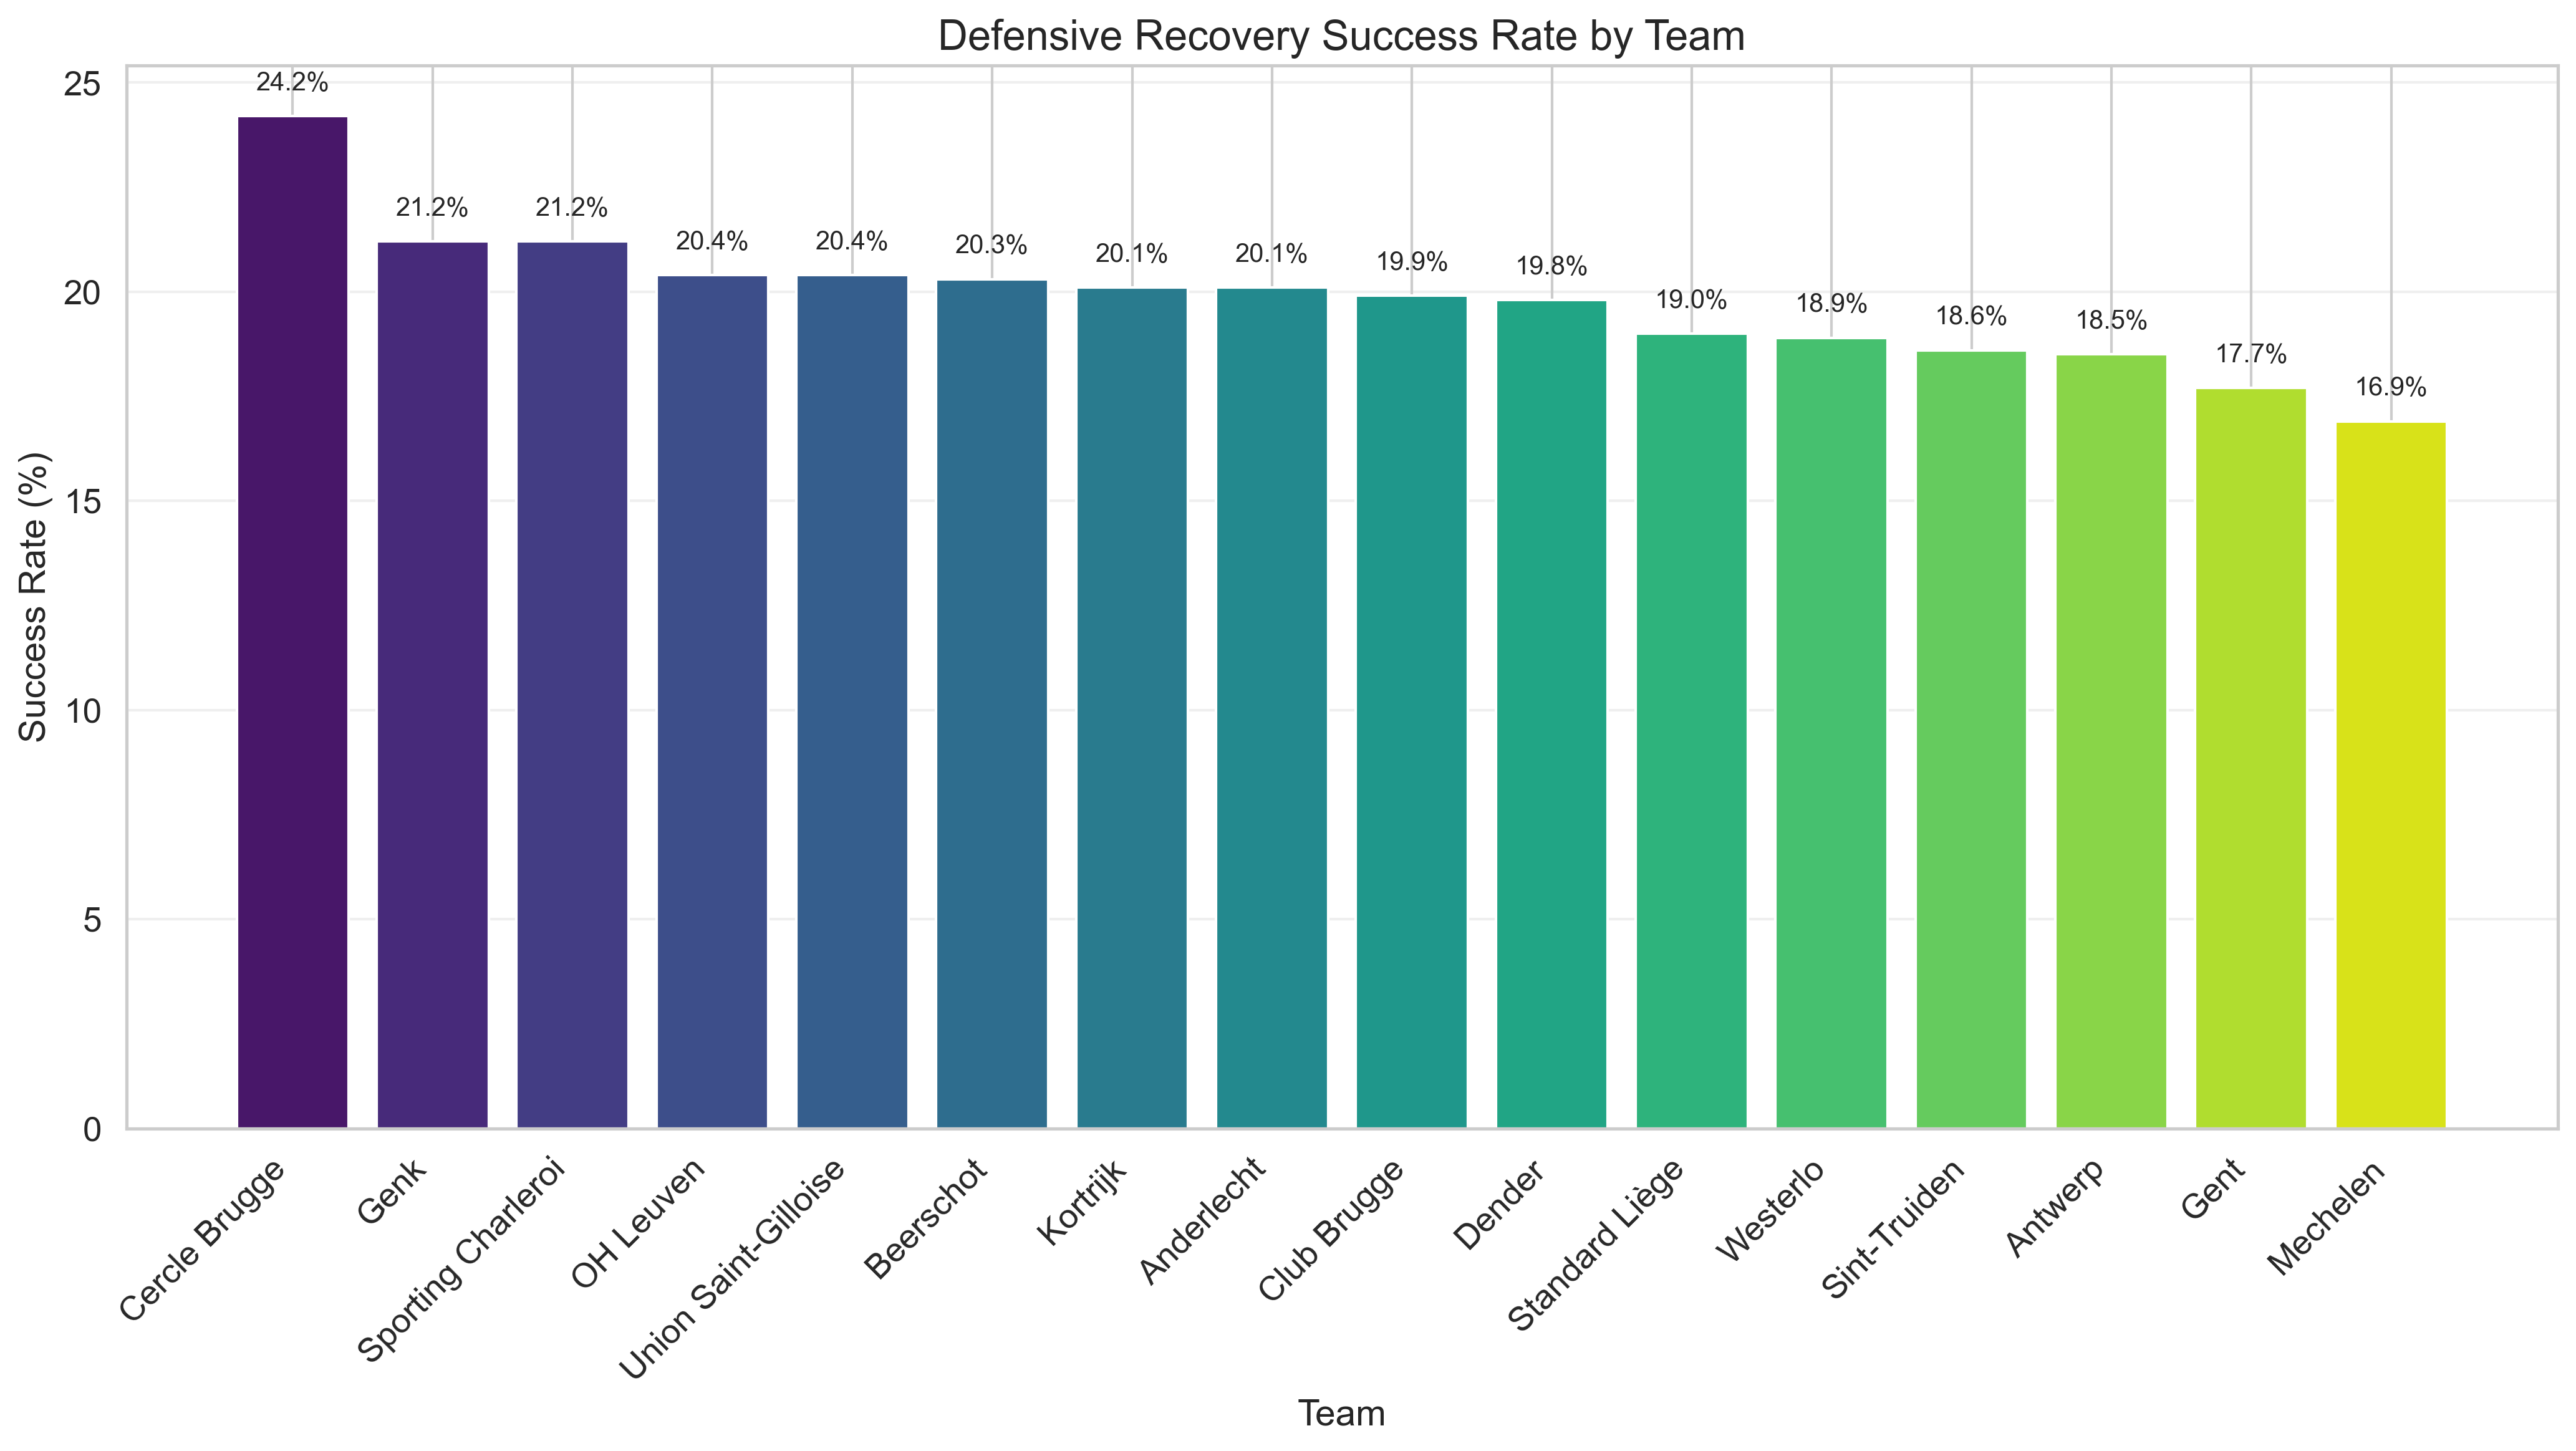 Defensive Recovery Success Rate by Team
Success Rate (%)
25
20
15
10
5
0
24.2%
21.2%
21.2%
20.4%
20.4%
20.3%
20.1%
20.1%
19.9%
19.8%
19.0%
18.9%
18.6%
18.5%
17.7%
16.9%
Cercle Brugge
Genk
Sporting Charleroi
OH Leuven
Union Saint-Gilloise
Beerschot
Kortrijk
Anderlecht
Club Brugge
Dender
Standard Liège
Westerlo
Sint-Truiden
Antwerp
Gent
Mechelen
Team